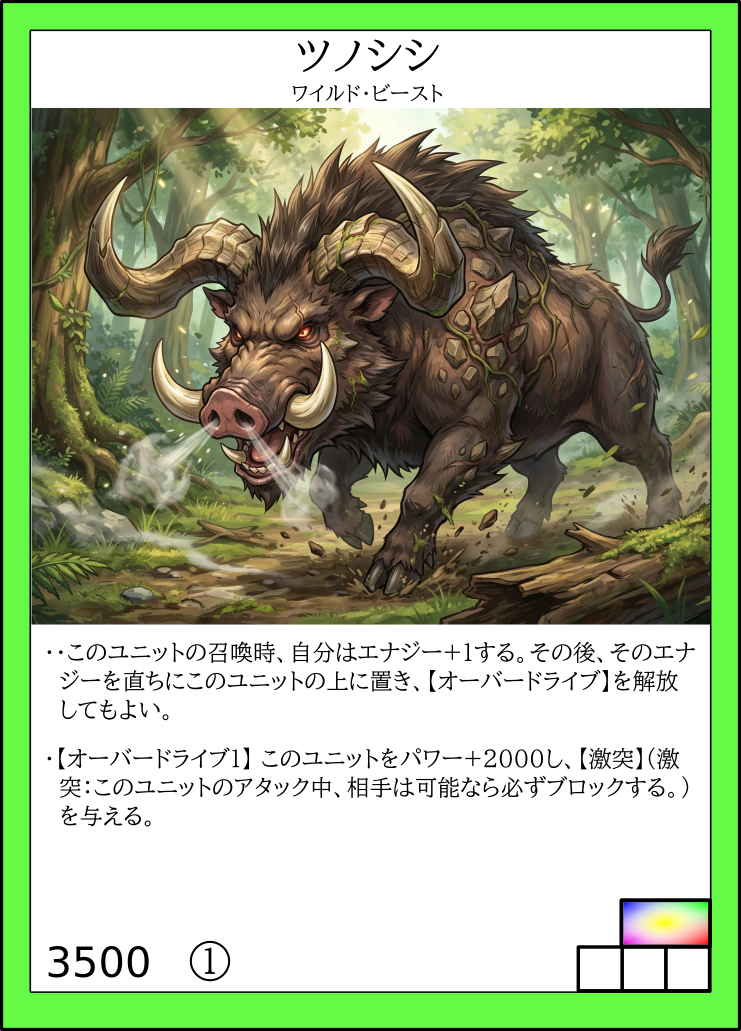 ツノシシ
ワイルド・ビースト
・・このユニットの召喚時、自分はエナジー＋1する。その後、そのエナ
ジーを直ちにこのユニットの上に置き、【オーバードライブ】を解放
してもよい。
・【オーバードライブ1】 このユニットをパワー＋2000し、【激突】（激
突：このユニットのアタック中、相手は可能なら必ずブロックする。）
を与える。
3500 ①